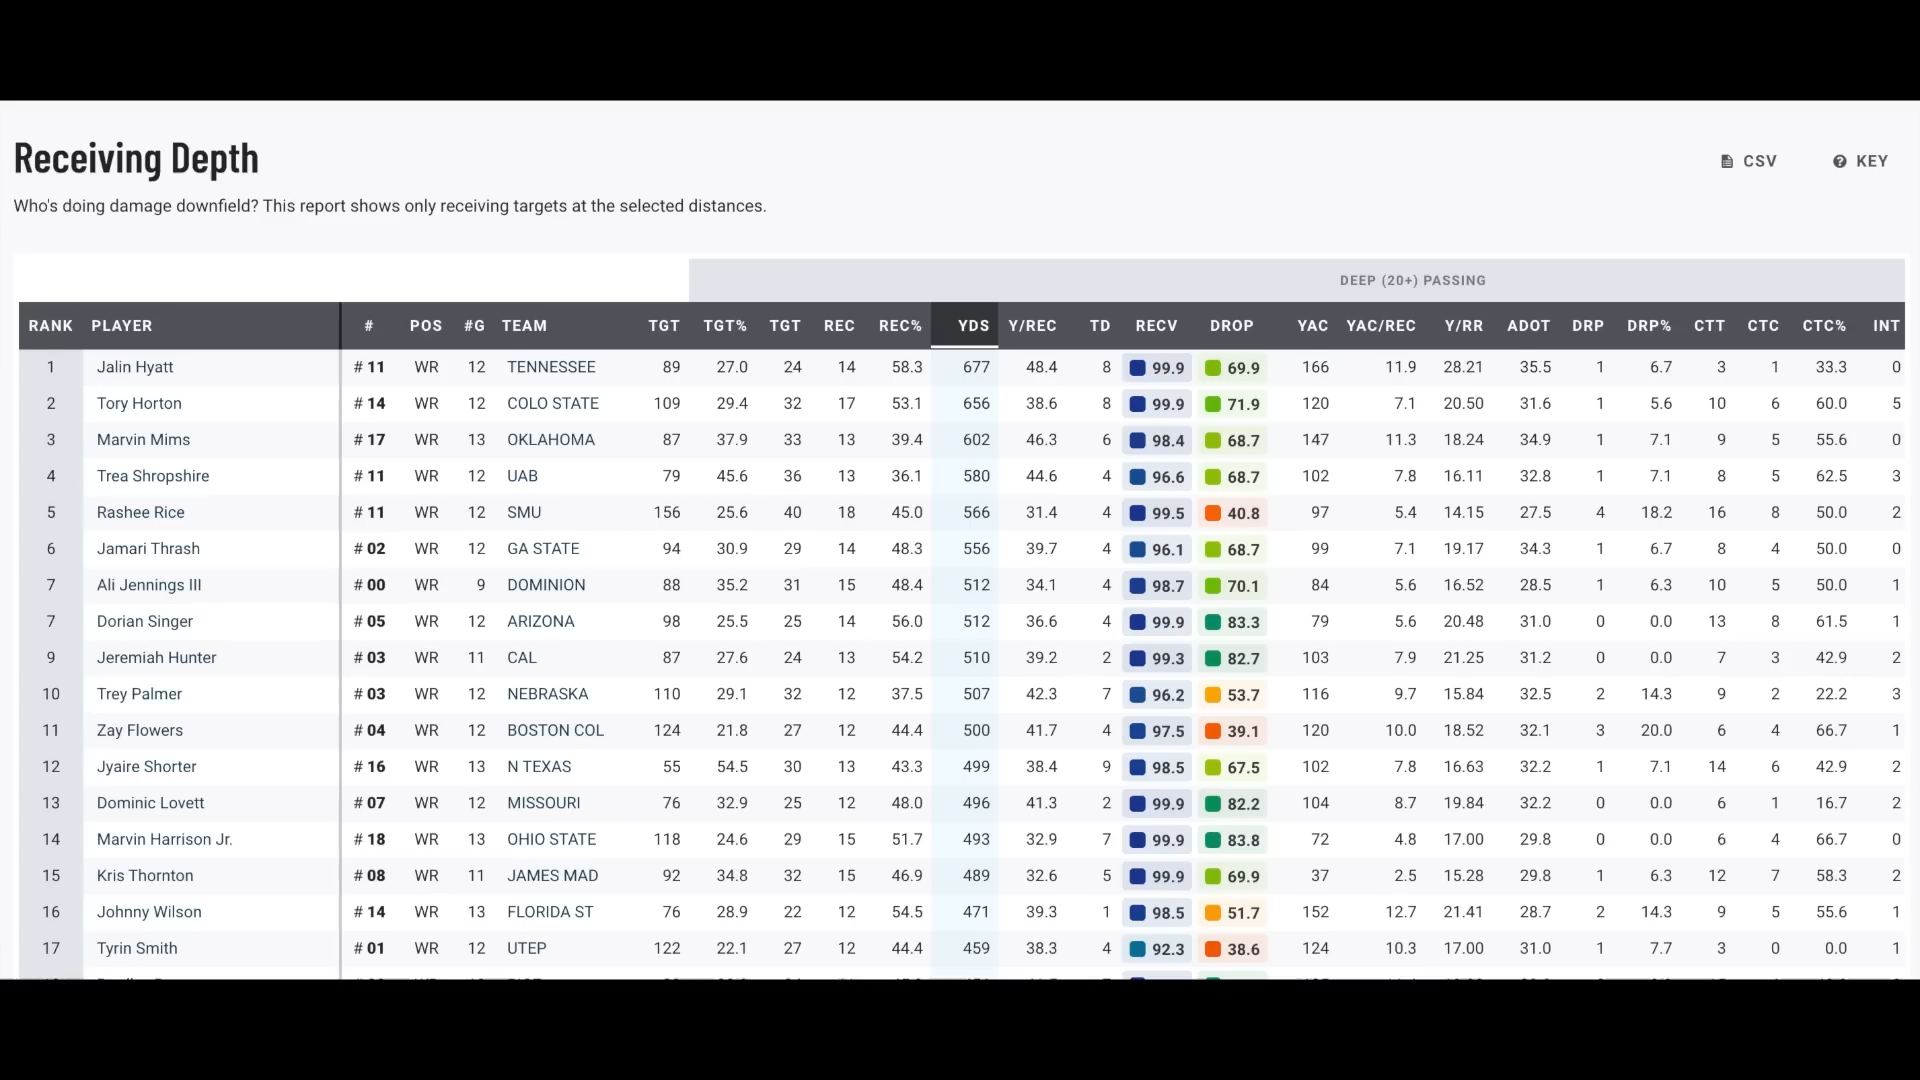 Receiving Depth
CSV KEY
Who's doing damage downfield? This report shows only receiving targets at the selected distances.
DEEP (20+) PASSING
RANK PLAYER # POS #G TEAM TGT TGT% TGT REC REC% YDS Y/REC TD RECV DROP YAC YAC/REC Y/RR ADOT DRP DRP% CTT CTC CTC% INT
1 Jalin Hyatt # 11 WR 12 TENNESSEE 89 27.0 24 14 58.3 677 48.4 8 99.9 69.9 166 11.9 28.21 35.5 1 6.7 3 1 33.3 0
2 Tory Horton # 14 WR 12 COLO STATE 109 29.4 32 17 53.1 656 38.6 8 99.9 71.9 120 7.1 20.50 31.6 1 5.6 10 6 60.0 5
3 Marvin Mims # 17 WR 13 OKLAHOMA 87 37.9 33 13 39.4 602 46.3 6 98.4 68.7 147 11.3 18.24 34.9 1 7.1 9 5 55.6 0
4 Trea Shropshire # 11 WR 12 UAB 79 45.6 36 13 36.1 580 44.6 4 96.6 68.7 102 7.8 16.11 32.8 1 7.1 8 5 62.5 3
5 Rashee Rice # 11 WR 12 SMU 156 25.6 40 18 45.0 566 31.4 4 99.5 40.8 97 5.4 14.15 27.5 4 18.2 16 8 50.0 2
6 Jamari Thrash # 02 WR 12 GA STATE 94 30.9 29 14 48.3 556 39.7 4 96.1 68.7 99 7.1 19.17 34.3 1 6.7 8 4 50.0 0
7 Ali Jennings III # 00 WR 9 DOMINION 88 35.2 31 15 48.4 512 34.1 4 98.7 70.1 84 5.6 16.52 28.5 1 6.3 10 5 50.0 1
7 Dorian Singer # 05 WR 12 ARIZONA 98 25.5 25 14 56.0 512 36.6 4 99.9 83.3 79 5.6 20.48 31.0 0 0.0 13 8 61.5 1
9 Jeremiah Hunter # 03 WR 11 CAL 87 27.6 24 13 54.2 510 39.2 2 99.3 82.7 103 7.9 21.25 31.2 0 0.0 7 3 42.9 2
10 Trey Palmer # 03 WR 12 NEBRASKA 110 29.1 32 12 37.5 507 42.3 7 96.2 53.7 116 9.7 15.84 32.5 2 14.3 9 2 22.2 3
11 Zay Flowers # 04 WR 12 BOSTON COL 124 21.8 27 12 44.4 500 41.7 4 97.5 39.1 120 10.0 18.52 32.1 3 20.0 6 4 66.7 1
12 Jyaire Shorter # 16 WR 13 N TEXAS 55 54.5 30 13 43.3 499 38.4 9 98.5 67.5 102 7.8 16.63 32.2 1 7.1 14 6 42.9 2
13 Dominic Lovett # 07 WR 12 MISSOURI 76 32.9 25 12 48.0 496 41.3 2 99.9 82.2 104 8.7 19.84 32.2 0 0.0 6 1 16.7 2
14 Marvin Harrison Jr. # 18 WR 13 OHIO STATE 118 24.6 29 15 51.7 493 32.9 7 99.9 83.8 72 4.8 17.00 29.8 0 0.0 6 4 66.7 0
15 Kris Thornton # 08 WR 11 JAMES MAD 92 34.8 32 15 46.9 489 32.6 5 99.9 69.9 37 2.5 15.28 29.8 1 6.3 12 7 58.3 2
16 Johnny Wilson # 14 WR 13 FLORIDA ST 76 28.9 22 12 54.5 471 39.3 1 98.5 51.7 152 12.7 21.41 28.7 2 14.3 9 5 55.6 1
17 Tyrin Smith # 01 WR 12 UTEP 122 22.1 27 12 44.4 459 38.3 4 92.3 38.6 124 10.3 17.00 31.0 1 7.7 3 0 0.0 1